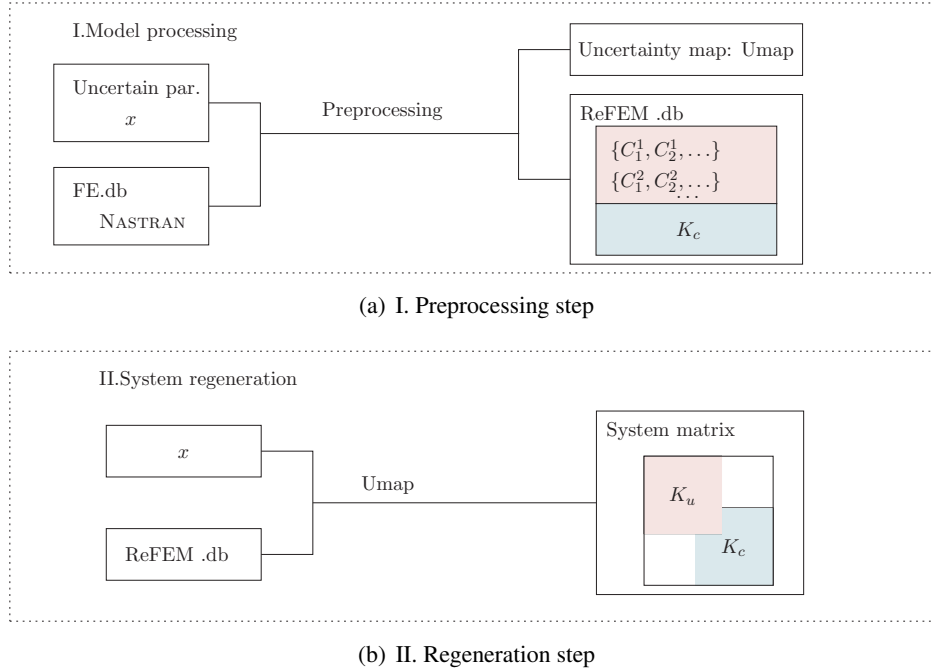 I.Model processing
Uncertain par.
x
FE.db
NASTRAN
Preprocessing
Uncertainty map: Umap
ReFEM .db
{C_1^1, C_2^1, ...}
{C_1^2, C_2^2, ...}
...
K_c
(a) I. Preprocessing step
II.System regeneration
x
ReFEM .db
Umap
System matrix
K_u
K_c
(b) II. Regeneration step